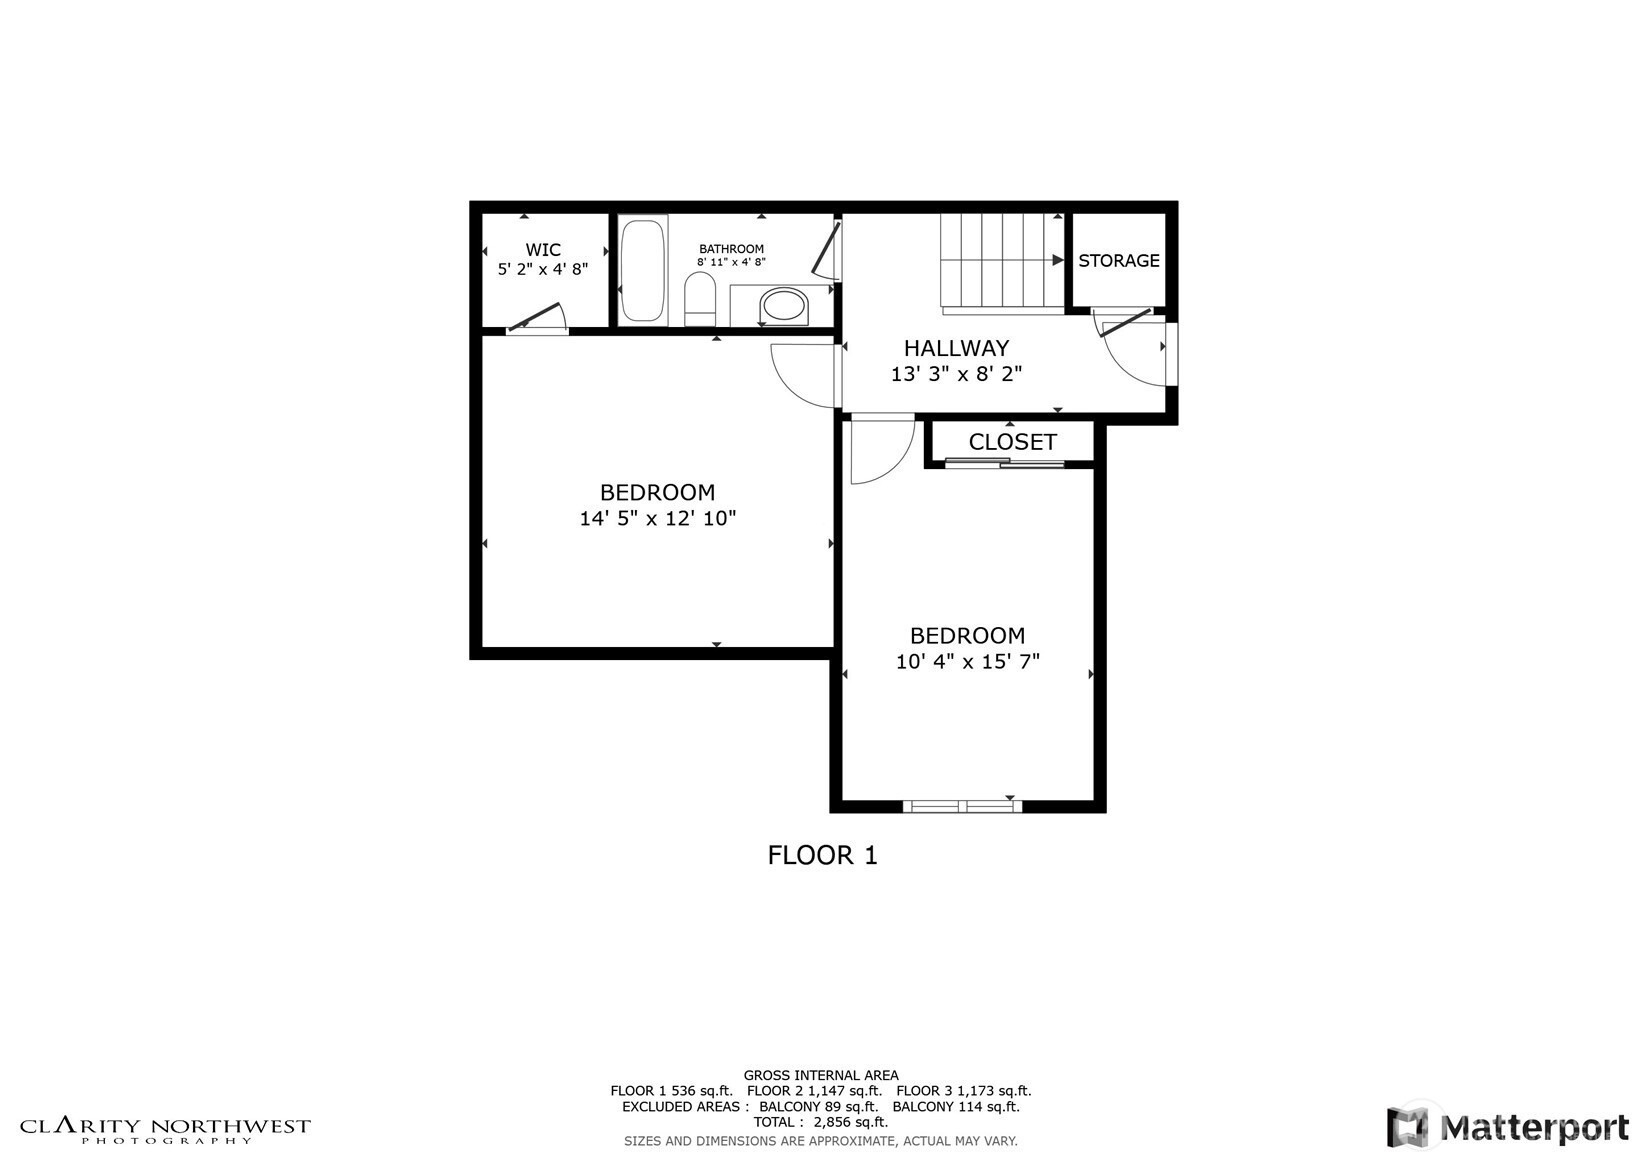 WIC
5' 2" x 4' 8"
BATHROOM
8' 11" x 4' 8"
STORAGE
HALLWAY
13' 3" x 8' 2"
CLOSET
BEDROOM
14' 5" x 12' 10"
BEDROOM
10' 4" x 15' 7"
FLOOR 1
GROSS INTERNAL AREA
FLOOR 1 536 sq.ft. FLOOR 2 1,147 sq.ft. FLOOR 3 1,173 sq.ft.
EXCLUDED AREAS : BALCONY 89 sq.ft. BALCONY 114 sq.ft.
TOTAL : 2,856 sq.ft.
SIZES AND DIMENSIONS ARE APPROXIMATE, ACTUAL MAY VARY.
CLARITY NORTHWEST
PHOTOGRAPHY
Matterport